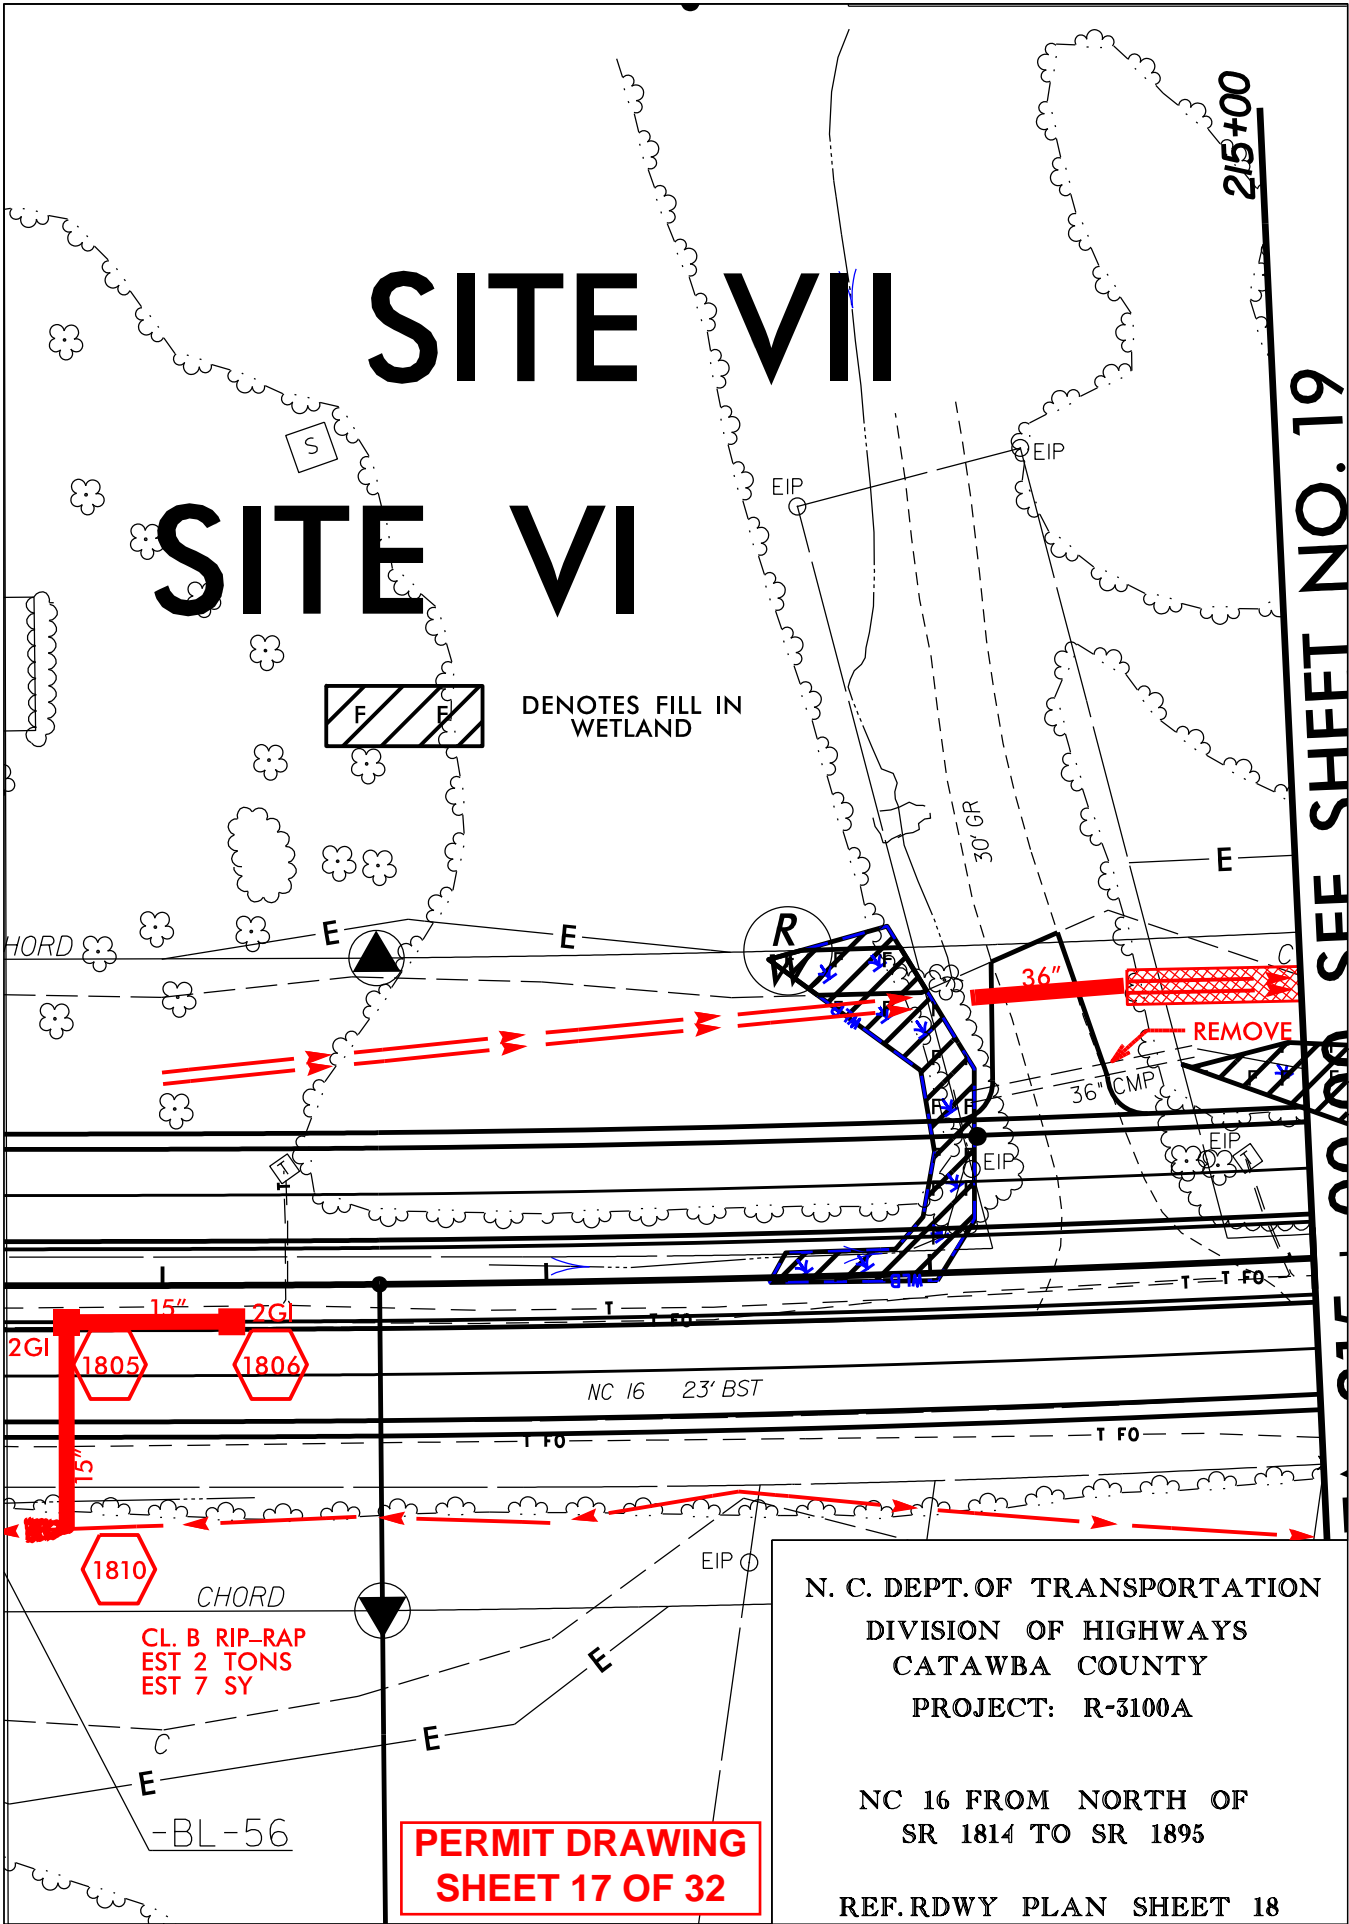 215+00
SITE VII
S
EIP
EIP
SITE VI
SEE SHEET NO. 19
F F
DENOTES FILL IN
WETLAND
30' GR
E
E
E
R
W
CHORD
C
36"
REMOVE
36" CMP
EIP
EIP
WLB
15"
2GI
2GI
1805
1806
T
T FO
T
T FO
NC 16 23' BST
T FO
T FO
15"
1810
EIP
CHORD
CL. B RIP-RAP
EST 2 TONS
EST 7 SY
E
C
E
E
-BL-56
PERMIT DRAWING
SHEET 17 OF 32
N. C. DEPT. OF TRANSPORTATION
DIVISION OF HIGHWAYS
CATAWBA COUNTY
PROJECT: R-3100A
NC 16 FROM NORTH OF
SR 1814 TO SR 1895
REF. RDWY PLAN SHEET 18